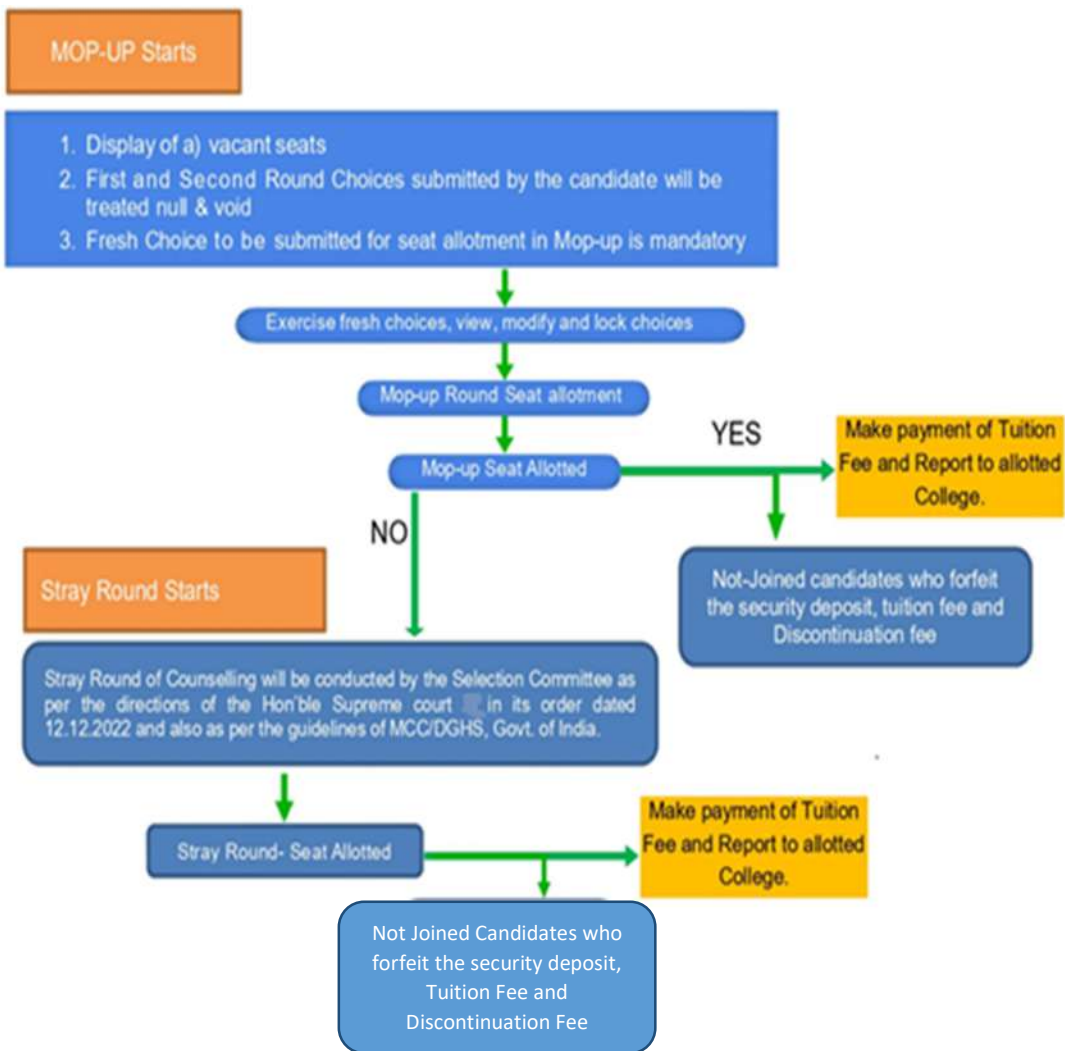 MOP-UP Starts
1. Display of a) vacant seats
2. First and Second Round Choices submitted by the candidate will be
treated null & void
3. Fresh Choice to be submitted for seat allotment in Mop-up is mandatory
Exercise fresh choices, view, modify and lock choices
Mop-up Round Seat allotment
Mop-up Seat Allotted
YES
Make payment of Tuition
Fee and Report to allotted
College.
NO
Not-Joined candidates who forfeit
the security deposit, tuition fee and
Discontinuation fee
Stray Round Starts
Stray Round of Counselling will be conducted by the Selection Committee as
per the directions of the Hon'ble Supreme court in its order dated
12.12.2022 and also as per the guidelines of MCC/DGHS, Govt. of India.
Stray Round- Seat Allotted
Make payment of Tuition
Fee and Report to allotted
College.
Not Joined Candidates who
forfeit the security deposit,
Tuition Fee and
Discontinuation Fee